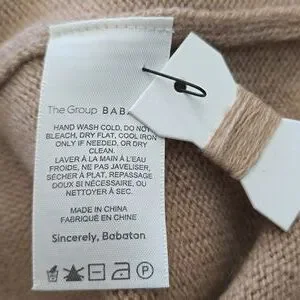 The Group BABA
HAND WASH COLD, DO NOT
BLEACH, DRY FLAT, COOL IRON
ONLY IF NEEDED, OR DRY
CLEAN.
LAVER À LA MAIN À L'EAU
FROIDE, NE PAS JAVELISER,
SÉCHER À PLAT, REPASSAGE
DOUX SI NÉCESSAIRE, OU
NETTOYER À SEC.
MADE IN CHINA
FABRIQUÉ EN CHINE
Sincerely, Babaton
P